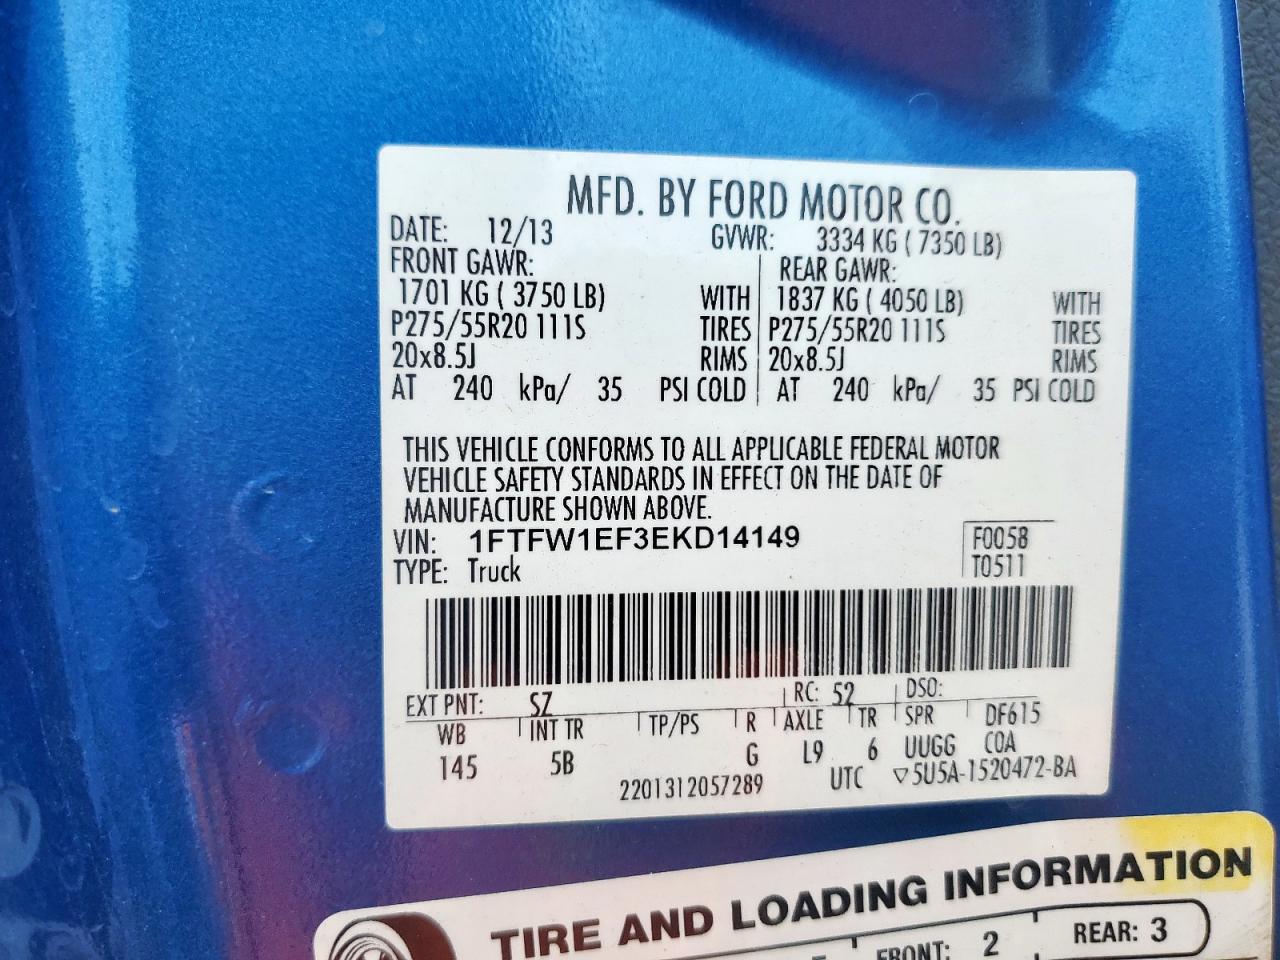 MFD. BY FORD MOTOR CO.
DATE: 12/13 GVWR: 3334 KG ( 7350 LB)
FRONT GAWR: REAR GAWR:
1701 KG ( 3750 LB) WITH 1837 KG ( 4050 LB) WITH
P275/55R20 111S TIRES P275/55R20 111S TIRES
20x8.5J RIMS 20x8.5J RIMS
AT 240 kPa/ 35 PSI COLD AT 240 kPa/ 35 PSI COLD
THIS VEHICLE CONFORMS TO ALL APPLICABLE FEDERAL MOTOR
VEHICLE SAFETY STANDARDS IN EFFECT ON THE DATE OF
MANUFACTURE SHOWN ABOVE.
VIN: 1FTFW1EF3EKD14149 F0058
TYPE: Truck T0511
EXT PNT: SZ RC: 52 DSO:
WB INT TR TP/PS R AXLE TR SPR DF615
145 5B G L9 6 UUGG COA
2201312057289 UTC ▽5U5A-1520472-BA
TIRE AND LOADING INFORMATION
FRONT: 2 REAR: 3